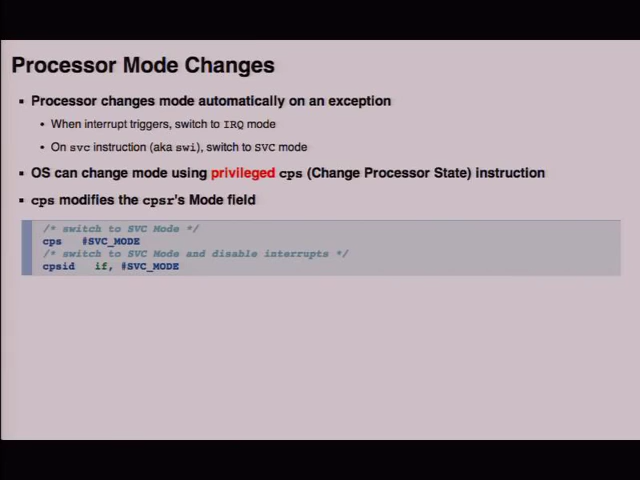 Processor Mode Changes
▪ Processor changes mode automatically on an exception
• When interrupt triggers, switch to IRQ mode
• On svc instruction (aka swi), switch to SVC mode
▪ OS can change mode using privileged cps (Change Processor State) instruction
▪ cps modifies the cpsr's Mode field
/* switch to SVC Mode */
cps #SVC_MODE
/* switch to SVC Mode and disable interrupts */
cpsid if, #SVC_MODE